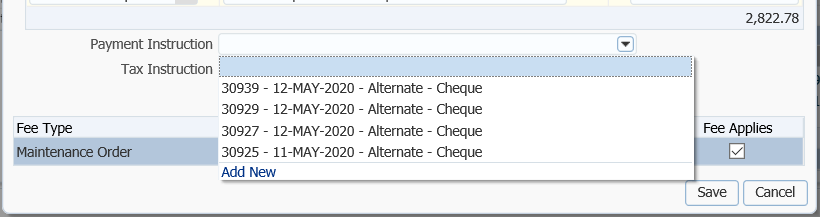 2,822.78
Payment Instruction
Tax Instruction
30939 - 12-MAY-2020 - Alternate - Cheque
30929 - 12-MAY-2020 - Alternate - Cheque
30927 - 12-MAY-2020 - Alternate - Cheque
30925 - 11-MAY-2020 - Alternate - Cheque
Add New
Fee Type Fee Applies
Maintenance Order
Save Cancel